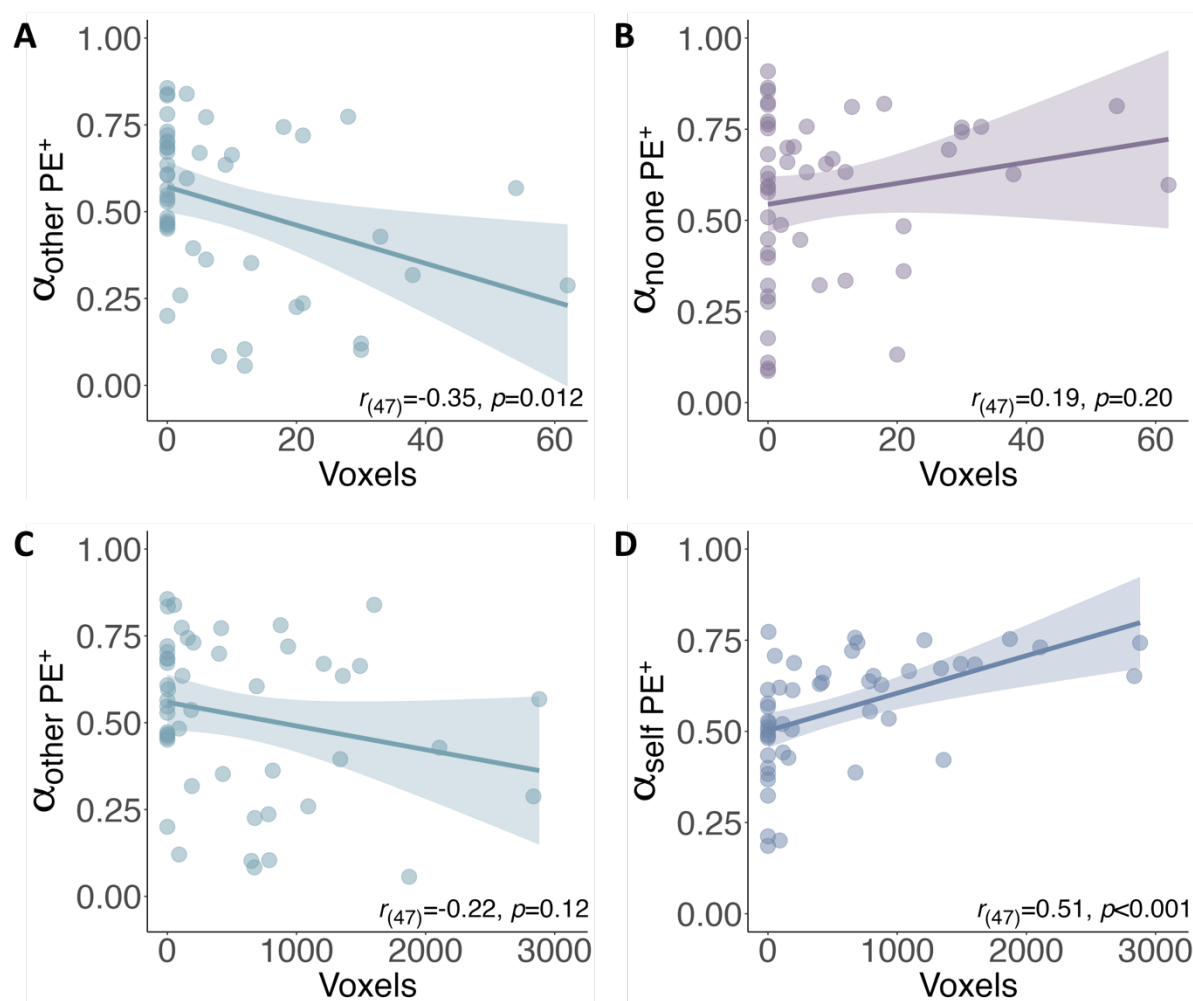 A
1.00
0.75
0.50
0.25
0.00
αother PE+
0 20 40 60
Voxels
r(47)=-0.35, p=0.012
B
1.00
0.75
0.50
0.25
0.00
αno one PE+
0 20 40 60
Voxels
r(47)=0.19, p=0.20
C
1.00
0.75
0.50
0.25
0.00
αother PE+
0 1000 2000 3000
Voxels
r(47)=-0.22, p=0.12
D
1.00
0.75
0.50
0.25
0.00
αself PE+
0 1000 2000 3000
Voxels
r(47)=0.51, p<0.001